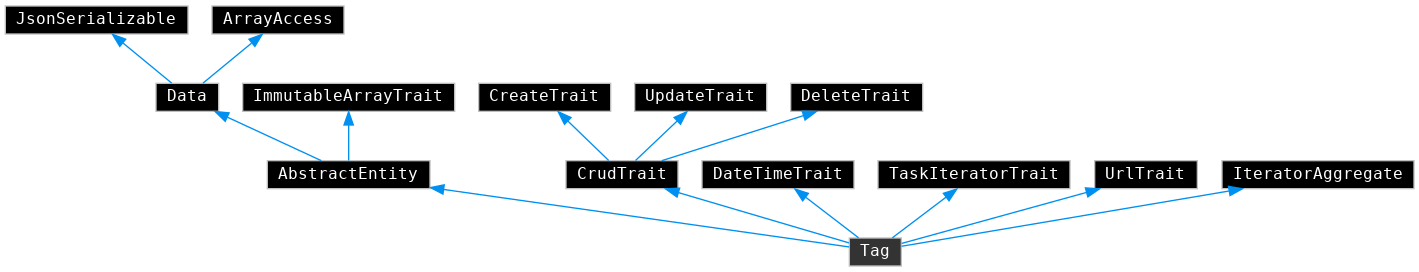 JsonSerializable
ArrayAccess
Data
ImmutableArrayTrait
CreateTrait
UpdateTrait
DeleteTrait
AbstractEntity
CrudTrait
DateTimeTrait
TaskIteratorTrait
UrlTrait
IteratorAggregate
Tag